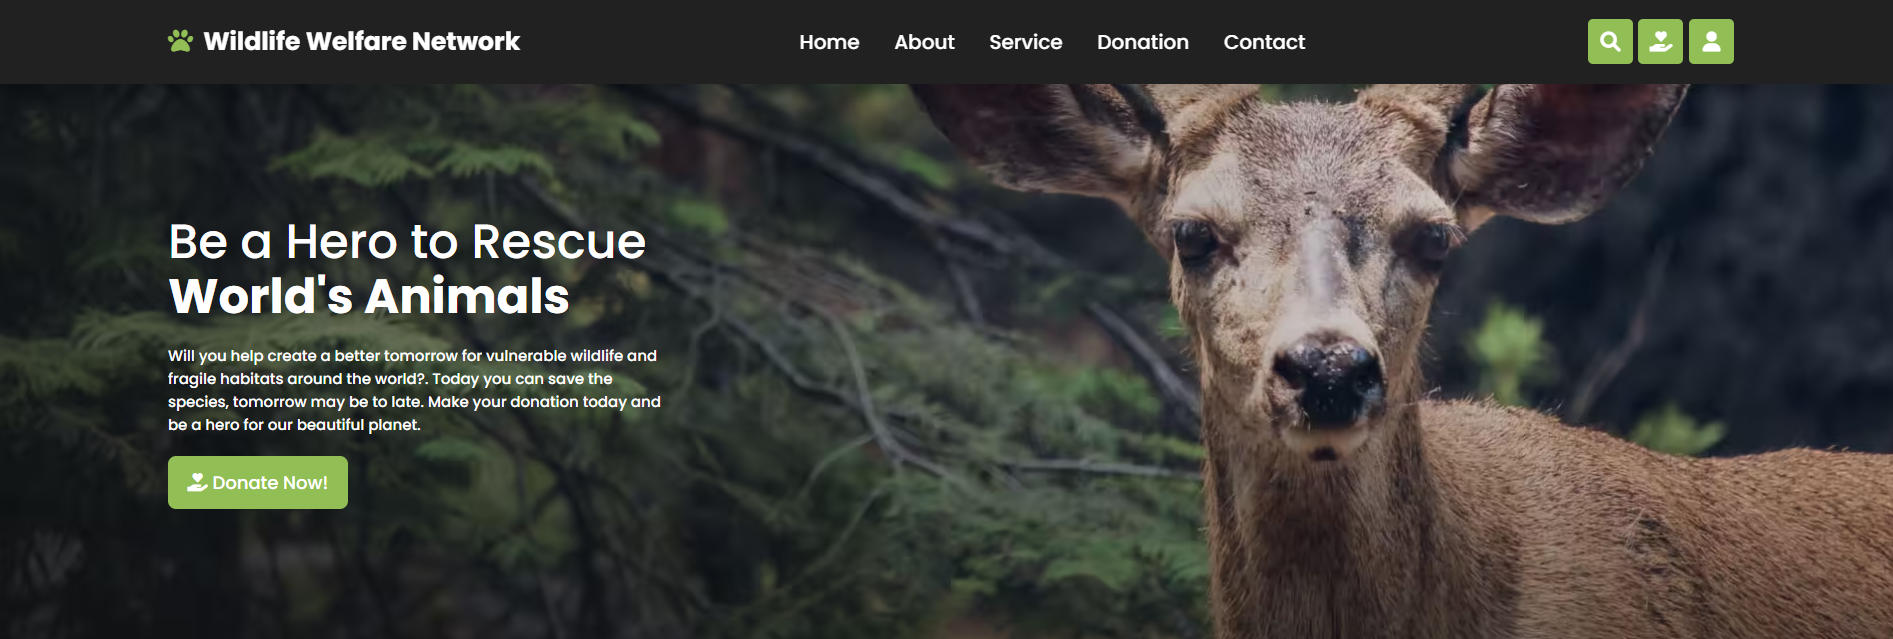 Wildlife Welfare Network
Home
About
Service
Donation
Contact
Be a Hero to Rescue
World's Animals
Will you help create a better tomorrow for vulnerable wildlife and
fragile habitats around the world?. Today you can save the
species, tomorrow may be to late. Make your donation today and
be a hero for our beautiful planet.
Donate Now!